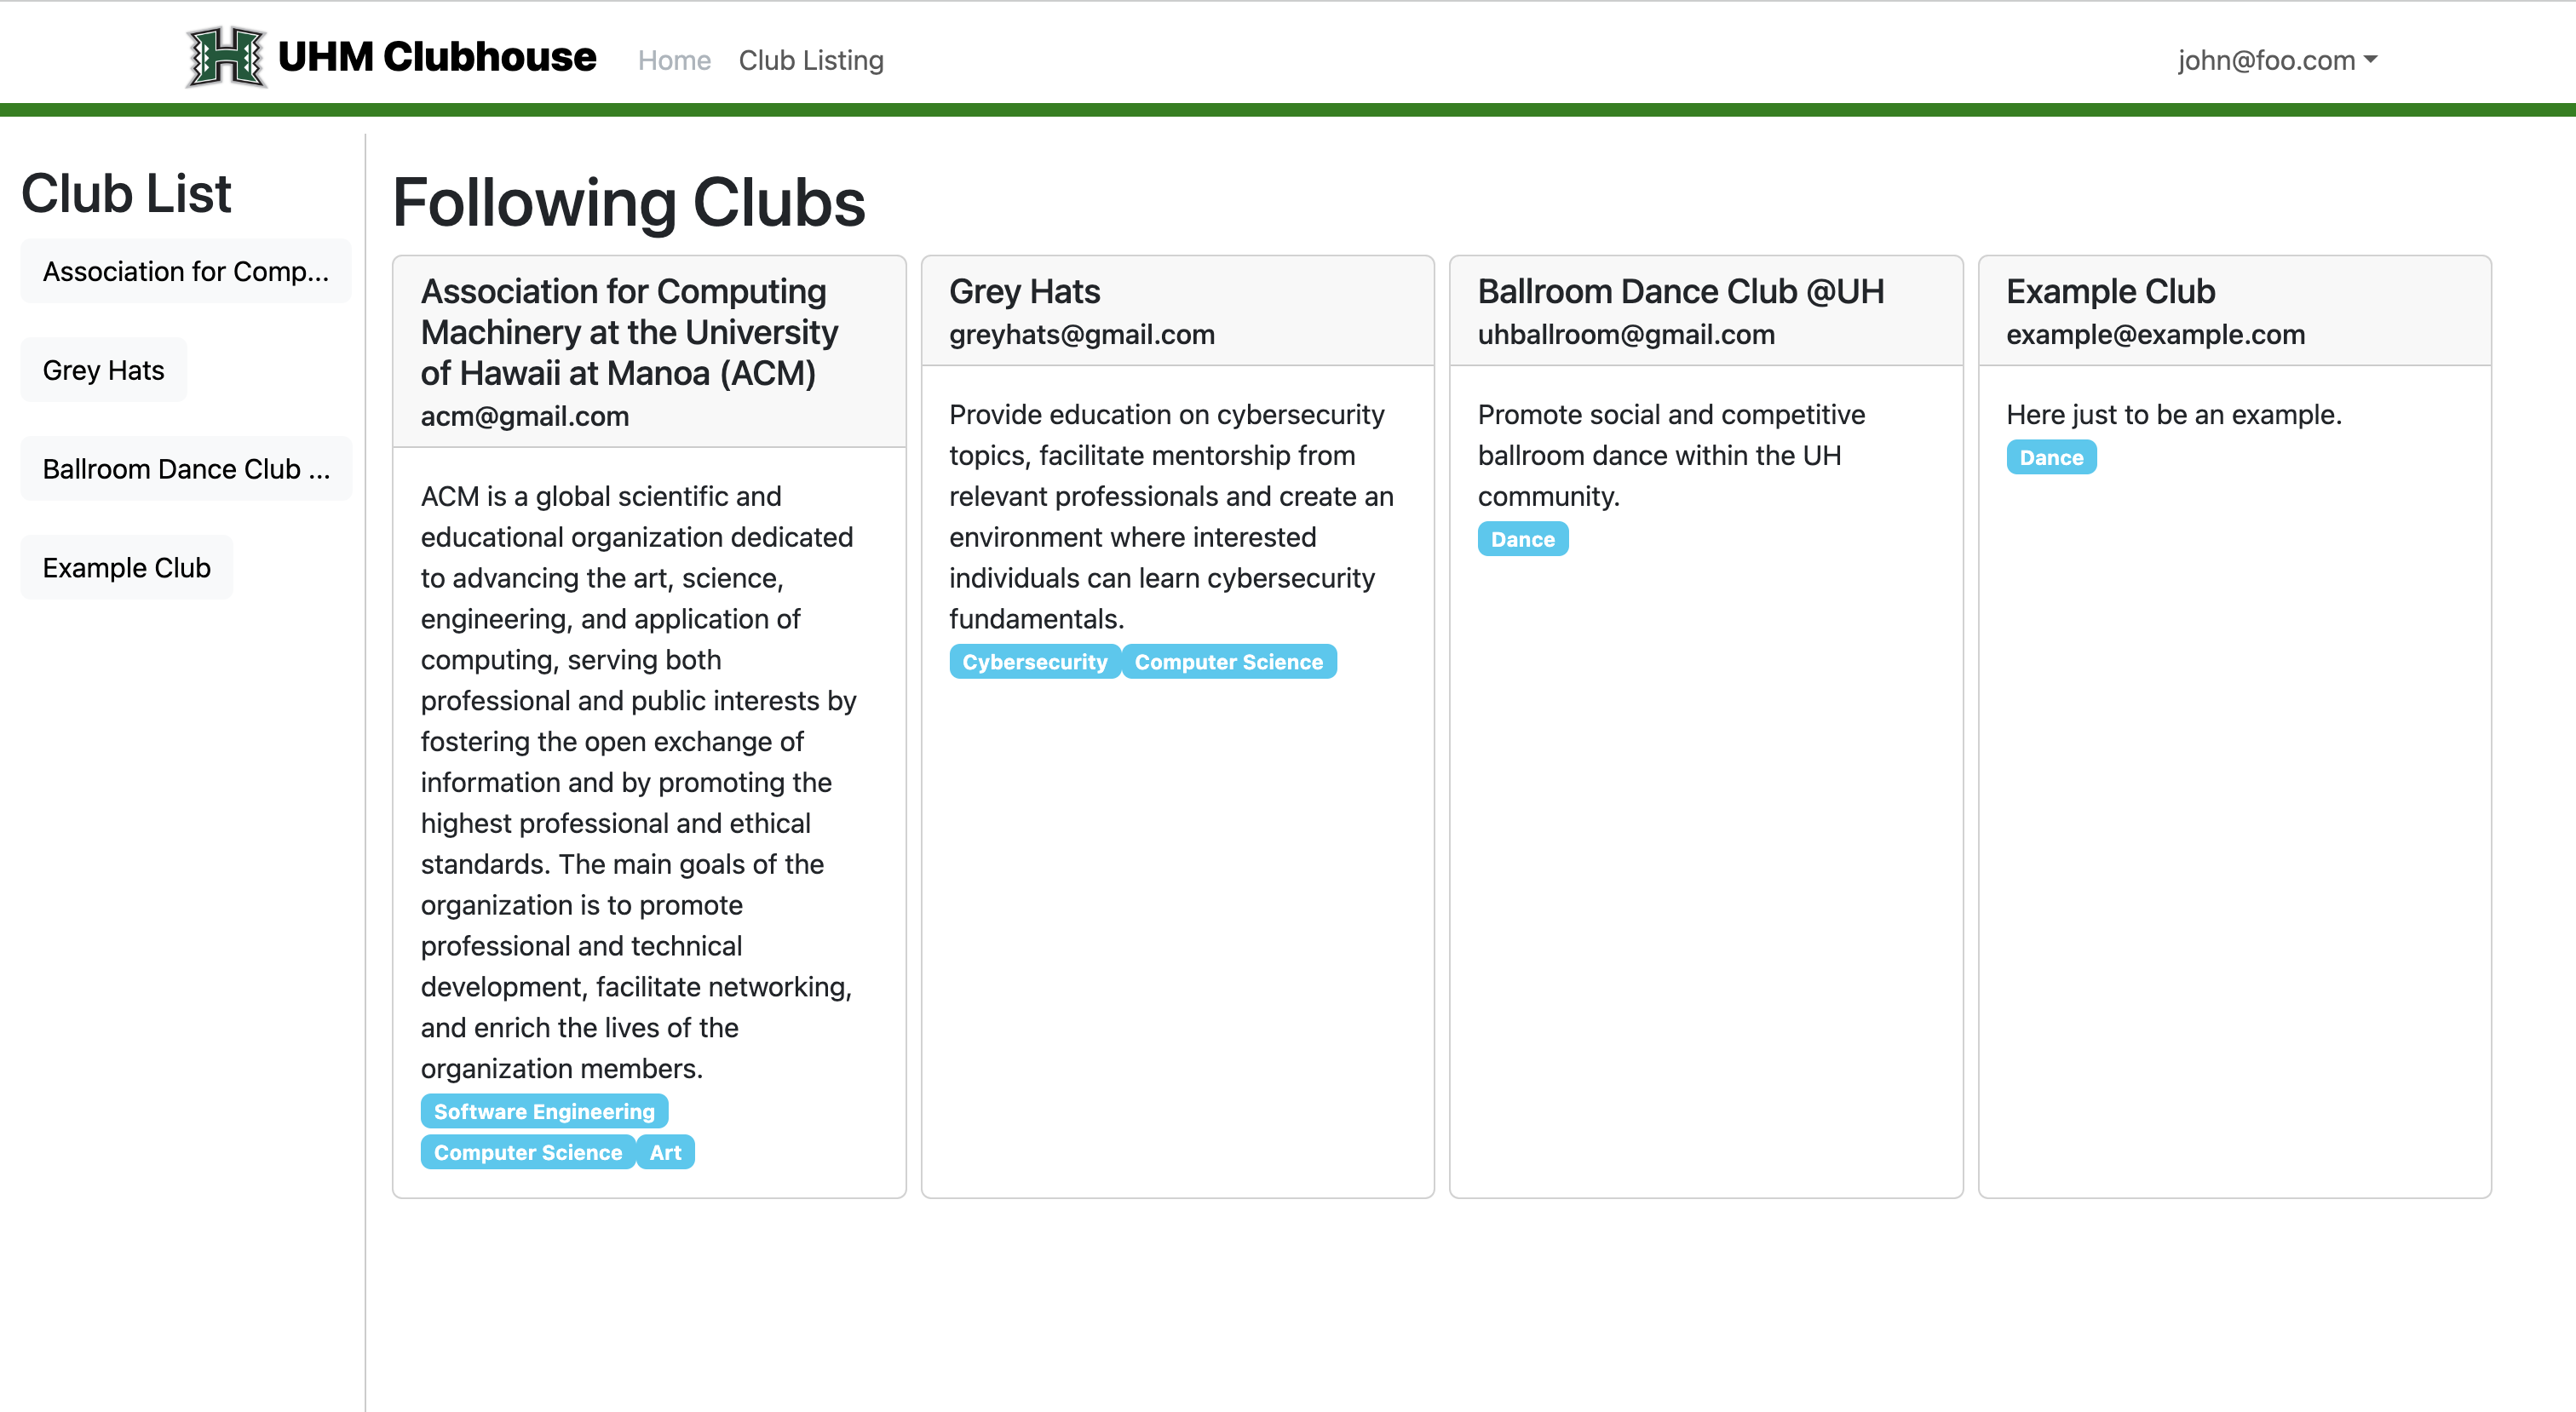 UHM Clubhouse
Home
Club Listing
john@foo.com
Club List
Association for Comp...
Grey Hats
Ballroom Dance Club ...
Example Club
Following Clubs
Association for Computing
Machinery at the University
of Hawaii at Manoa (ACM)
acm@gmail.com
ACM is a global scientific and
educational organization dedicated
to advancing the art, science,
engineering, and application of
computing, serving both
professional and public interests by
fostering the open exchange of
information and by promoting the
highest professional and ethical
standards. The main goals of the
organization is to promote
professional and technical
development, facilitate networking,
and enrich the lives of the
organization members.
Software Engineering
Computer Science Art
Grey Hats
greyhats@gmail.com
Provide education on cybersecurity
topics, facilitate mentorship from
relevant professionals and create an
environment where interested
individuals can learn cybersecurity
fundamentals.
Cybersecurity Computer Science
Ballroom Dance Club @UH
uhballroom@gmail.com
Promote social and competitive
ballroom dance within the UH
community.
Dance
Example Club
example@example.com
Here just to be an example.
Dance